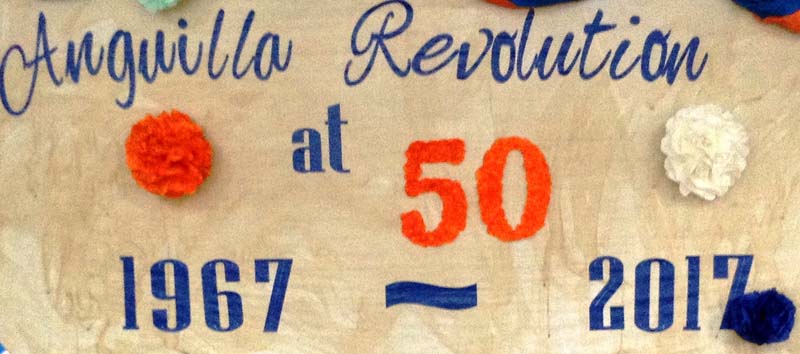 Anguilla Revolution
at 50
1967 ~ 2017